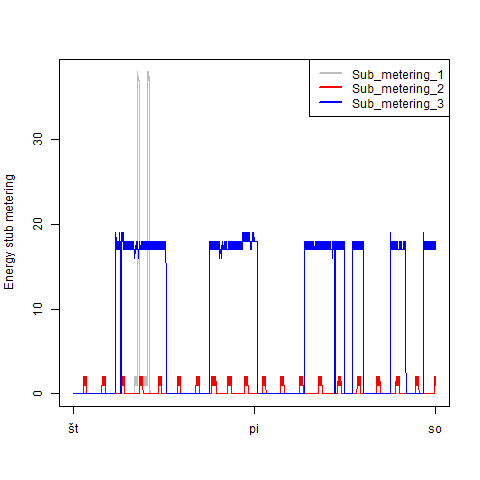 Sub_metering_1
Sub_metering_2
Sub_metering_3
Energy stub metering
30
20
10
0
št pi so